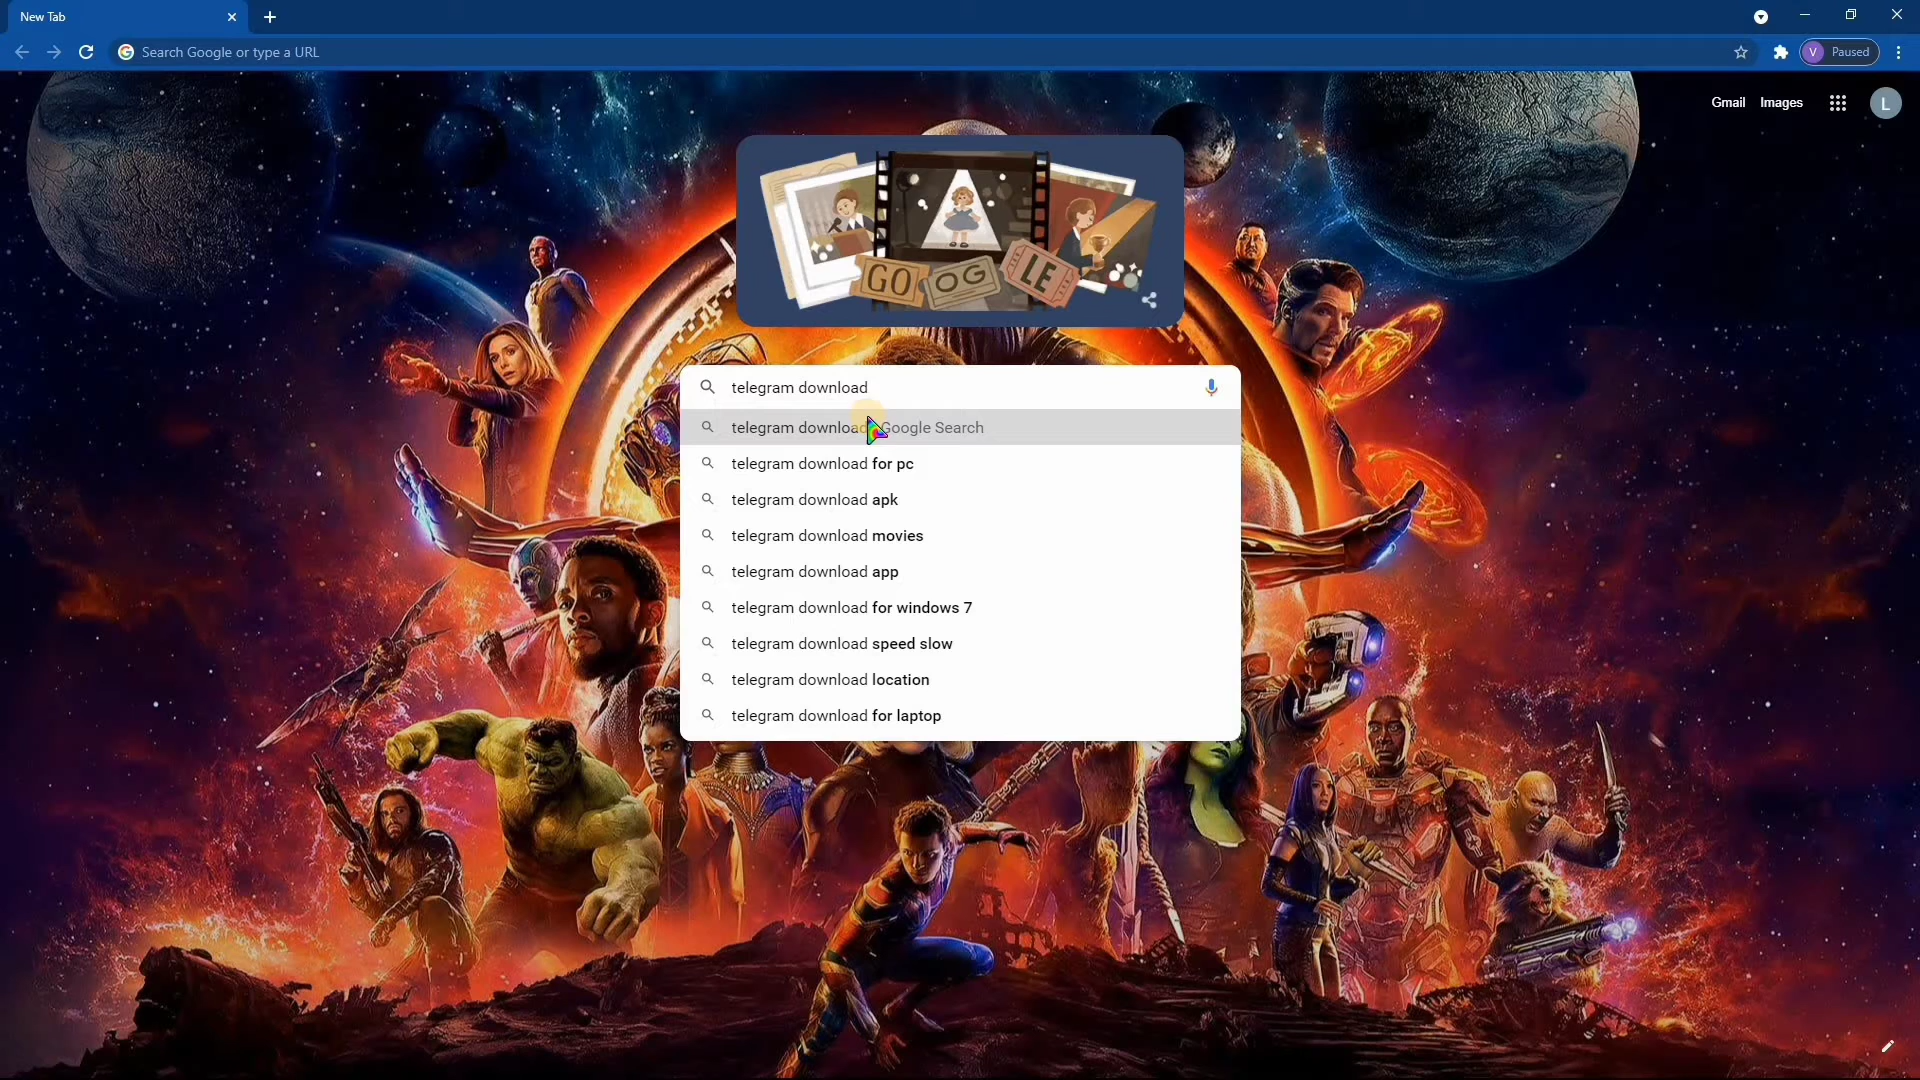 New Tab
Search Google or type a URL
V Paused
Gmail Images
L
GO OG LE
telegram download
telegram download Google Search
telegram download for pc
telegram download apk
telegram download movies
telegram download app
telegram download for windows 7
telegram download speed slow
telegram download location
telegram download for laptop